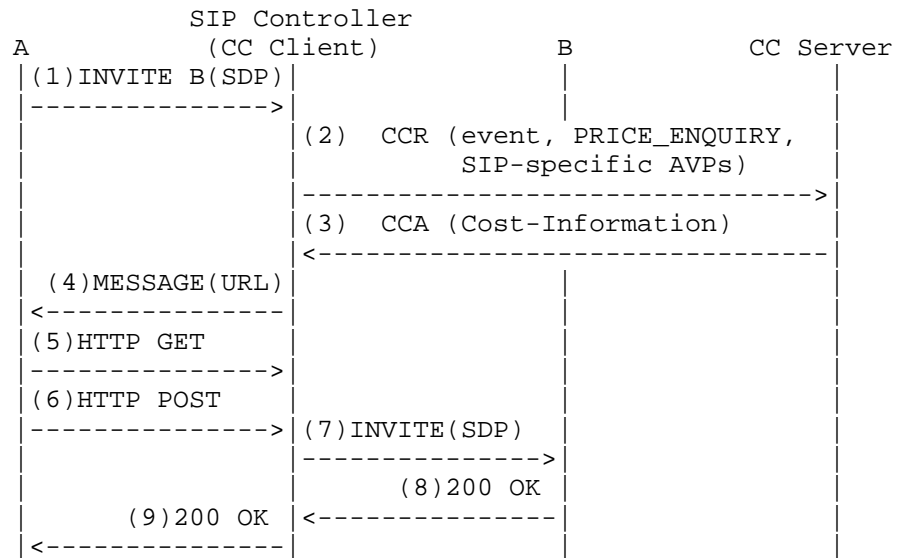 SIP Controller
A (CC Client) B CC Server
|(1)INVITE B(SDP)| | |
|--------------->| | |
| |(2) CCR (event, PRICE_ENQUIRY, |
| | SIP-specific AVPs) |
| |------------------------------->|
| |(3) CCA (Cost-Information) |
| |<-------------------------------|
| (4)MESSAGE(URL)| | |
|<---------------| | |
|(5)HTTP GET | | |
|--------------->| | |
|(6)HTTP POST | | |
|--------------->|(7)INVITE(SDP) | |
| |--------------->| |
| | (8)200 OK | |
| (9)200 OK |<---------------| |
|<---------------| | |